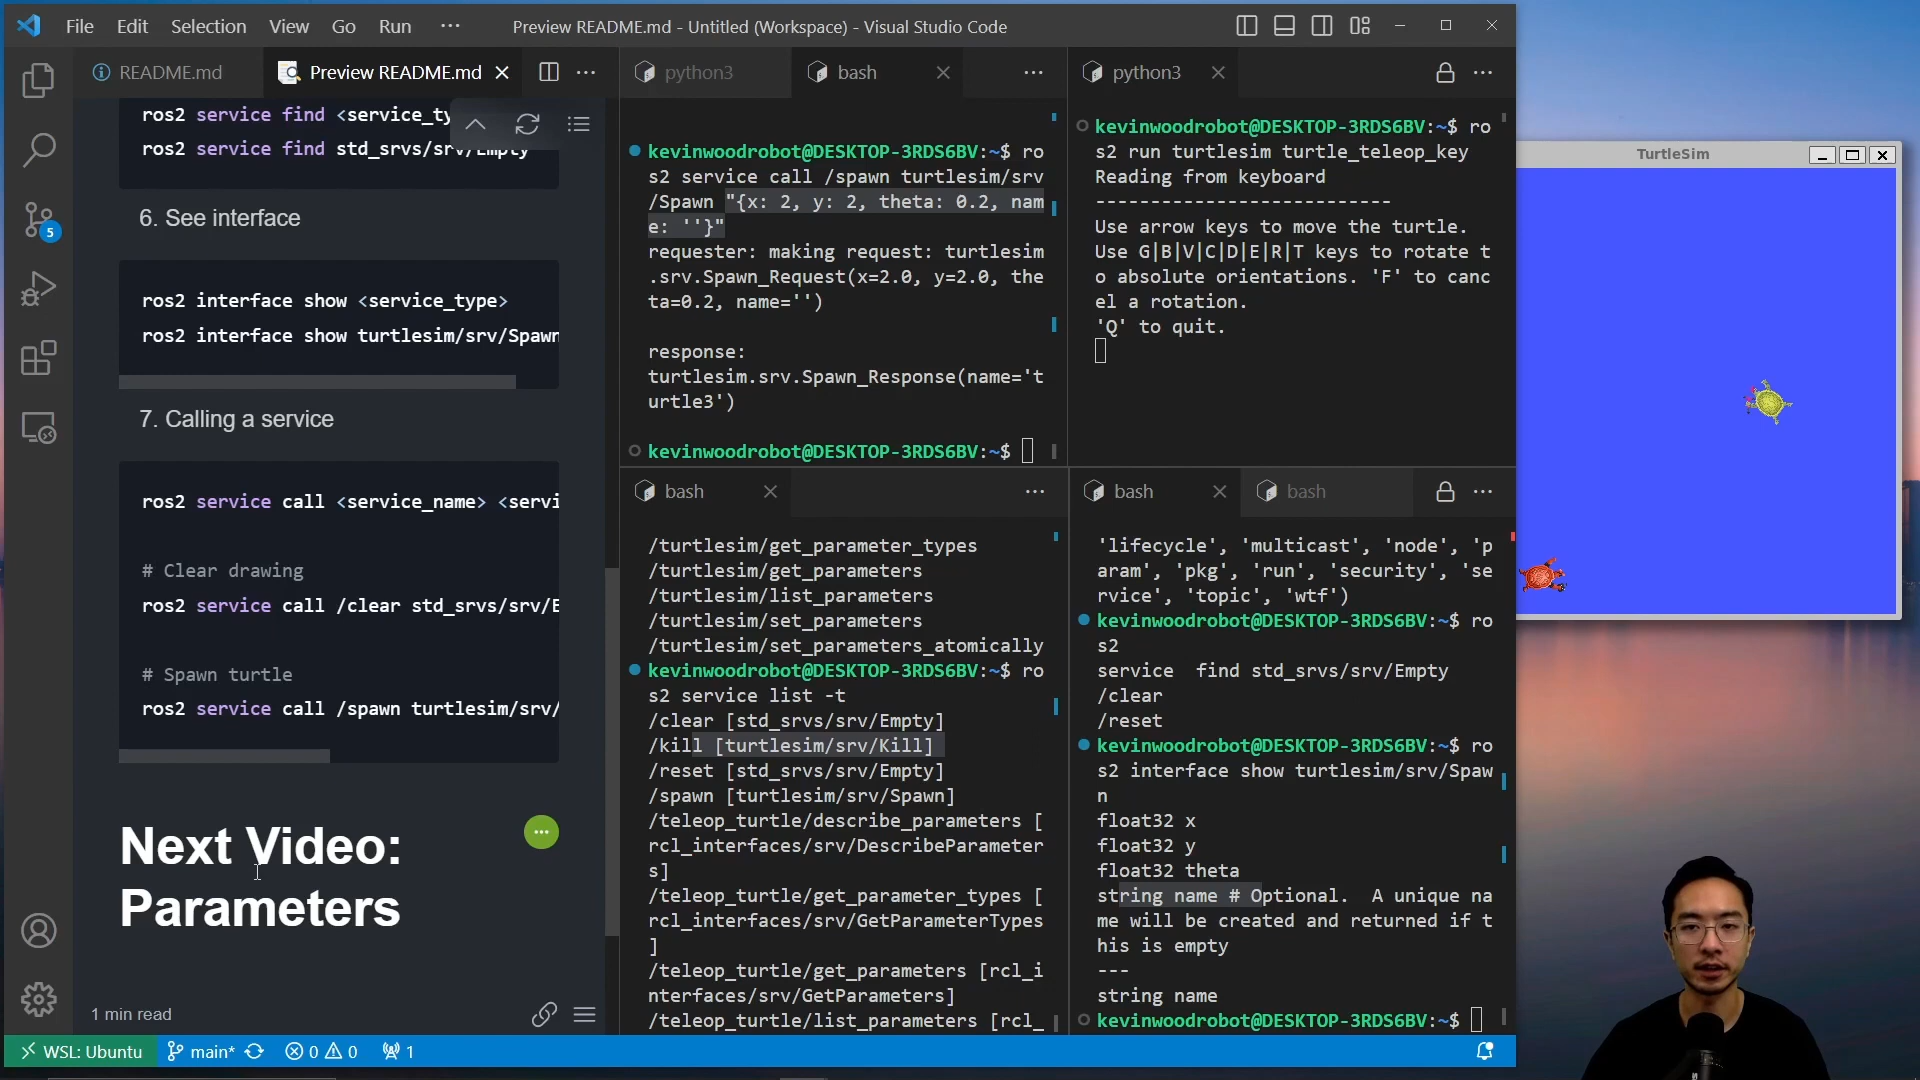 File Edit Selection View Go Run ··· Preview README.md - Untitled (Workspace) - Visual Studio Code
README.md Preview README.md
ros2 service find <service_ty
ros2 service find std_srvs/srv/Empty
6. See interface
ros2 interface show <service_type>
ros2 interface show turtlesim/srv/Spawn
7. Calling a service
ros2 service call <service_name> <servi
# Clear drawing
ros2 service call /clear std_srvs/srv/E
# Spawn turtle
ros2 service call /spawn turtlesim/srv/
Next Video:
Parameters
1 min read
python3 bash
kevinwoodrobot@DESKTOP-3RDS6BV:~$ ro
s2 service call /spawn turtlesim/srv
/Spawn "{x: 2, y: 2, theta: 0.2, nam
e: ''}"
requester: making request: turtlesim
.srv.Spawn_Request(x=2.0, y=2.0, the
ta=0.2, name='')
response:
turtlesim.srv.Spawn_Response(name='t
urtle3')
kevinwoodrobot@DESKTOP-3RDS6BV:~$
python3
kevinwoodrobot@DESKTOP-3RDS6BV:~$ ro
s2 run turtlesim turtle_teleop_key
Reading from keyboard
---------------------------
Use arrow keys to move the turtle.
Use G|B|V|C|D|E|R|T keys to rotate t
o absolute orientations. 'F' to canc
el a rotation.
'Q' to quit.
bash
/turtlesim/get_parameter_types
/turtlesim/get_parameters
/turtlesim/list_parameters
/turtlesim/set_parameters
/turtlesim/set_parameters_atomically
kevinwoodrobot@DESKTOP-3RDS6BV:~$ ro
s2 service list -t
/clear [std_srvs/srv/Empty]
/kill [turtlesim/srv/Kill]
/reset [std_srvs/srv/Empty]
/spawn [turtlesim/srv/Spawn]
/teleop_turtle/describe_parameters [
rcl_interfaces/srv/DescribeParameter
s]
/teleop_turtle/get_parameter_types [
rcl_interfaces/srv/GetParameterTypes
]
/teleop_turtle/get_parameters [rcl_i
nterfaces/srv/GetParameters]
/teleop_turtle/list_parameters [rcl_
bash bash
'lifecycle', 'multicast', 'node', 'p
aram', 'pkg', 'run', 'security', 'se
rvice', 'topic', 'wtf')
kevinwoodrobot@DESKTOP-3RDS6BV:~$ ro
s2
service  find std_srvs/srv/Empty
/clear
/reset
kevinwoodrobot@DESKTOP-3RDS6BV:~$ ro
s2 interface show turtlesim/srv/Spaw
n
float32 x
float32 y
float32 theta
string name # Optional.  A unique na
me will be created and returned if t
his is empty
---
string name
kevinwoodrobot@DESKTOP-3RDS6BV:~$
TurtleSim
5
WSL: Ubuntu main* 0 0 1